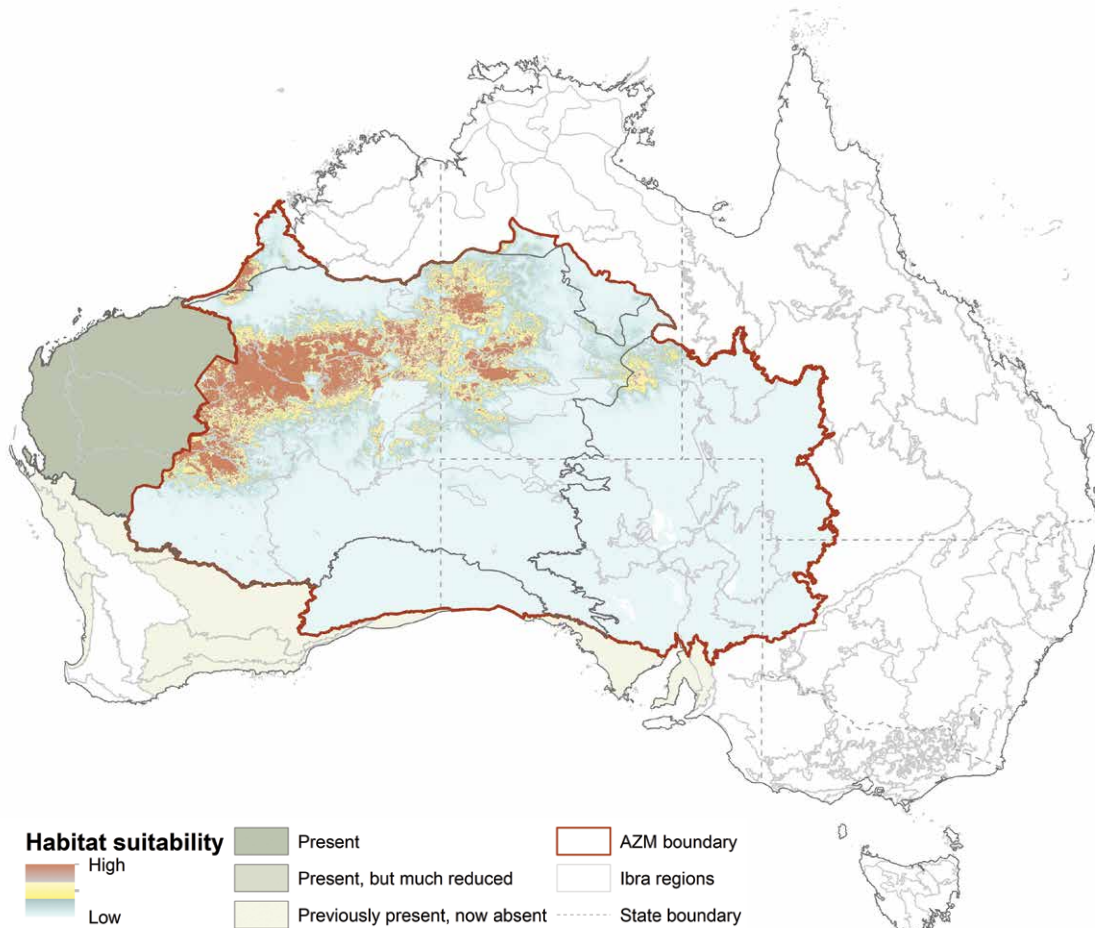 Habitat suitability
High
Low
Present
Present, but much reduced
Previously present, now absent
AZM boundary
Ibra regions
State boundary